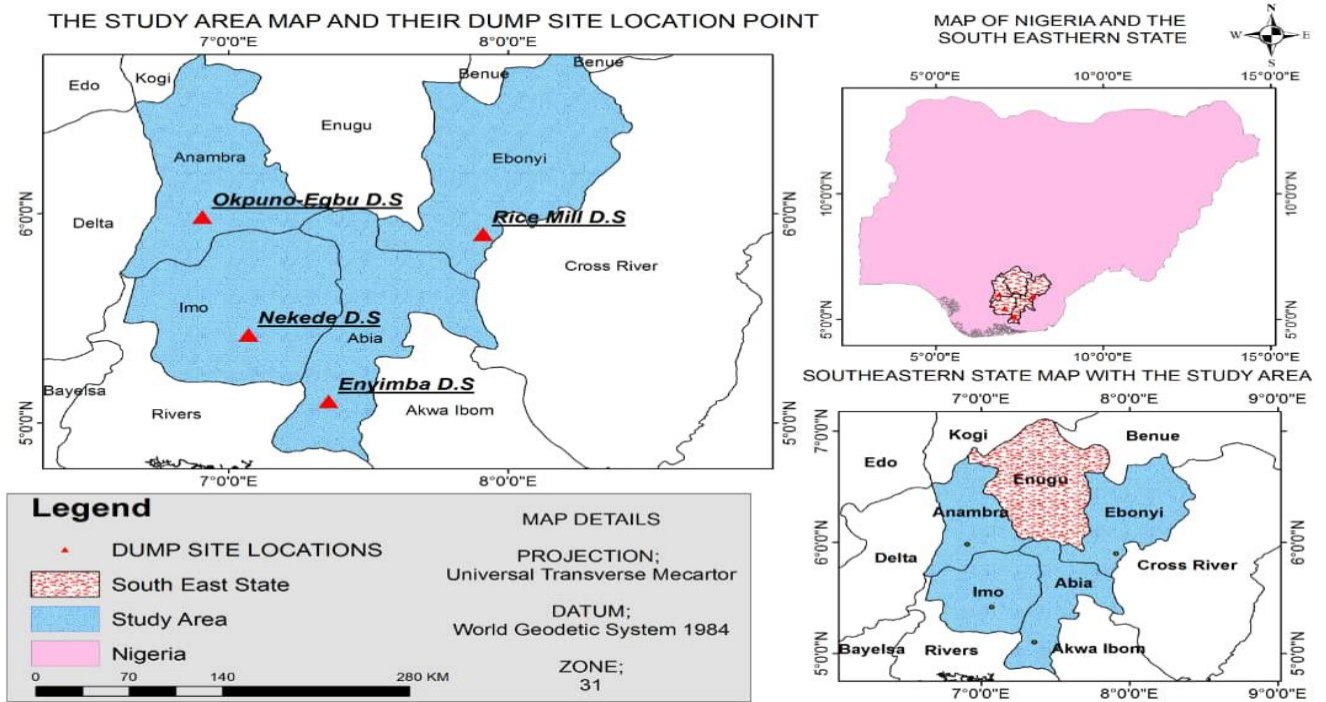 THE STUDY AREA MAP AND THEIR DUMP SITE LOCATION POINT
7°0'0"E 8°0'0"E
6°0'0"N 6°0'0"N
5°0'0"N 5°0'0"N
Edo
Kogi
Benue
Benue
Enugu
Anambra
Ebonyi
Okpuno-Egbu D.S
Rice Mill D.S
Delta
Cross River
Imo
Nekede D.S
Abia
Enyimba D.S
Bayelsa
Rivers
Akwa Ibom
7°0'0"E 8°0'0"E
MAP OF NIGERIA AND THE
SOUTH EASTHERN STATE
N
W E
S
5°0'0"E 10°0'0"E 15°0'0"E
10°0'0"N 10°0'0"N
5°0'0"N 5°0'0"N
5°0'0"E 10°0'0"E 15°0'0"E
SOUTHEASTERN STATE MAP WITH THE STUDY AREA
7°0'0"E 8°0'0"E 9°0'0"E
7°0'0"N 7°0'0"N
6°0'0"N 6°0'0"N
5°0'0"N 5°0'0"N
Kogi
Benue
Edo
Enugu
Anambra
Ebonyi
Delta
Cross River
Imo
Abia
Bayelsa
Rivers
Akwa Ibom
7°0'0"E 8°0'0"E 9°0'0"E
Legend
DUMP SITE LOCATIONS
South East State
Study Area
Nigeria
0 70 140 280 KM
MAP DETAILS
PROJECTION;
Universal Transverse Mecartor
DATUM;
World Geodetic System 1984
ZONE;
31